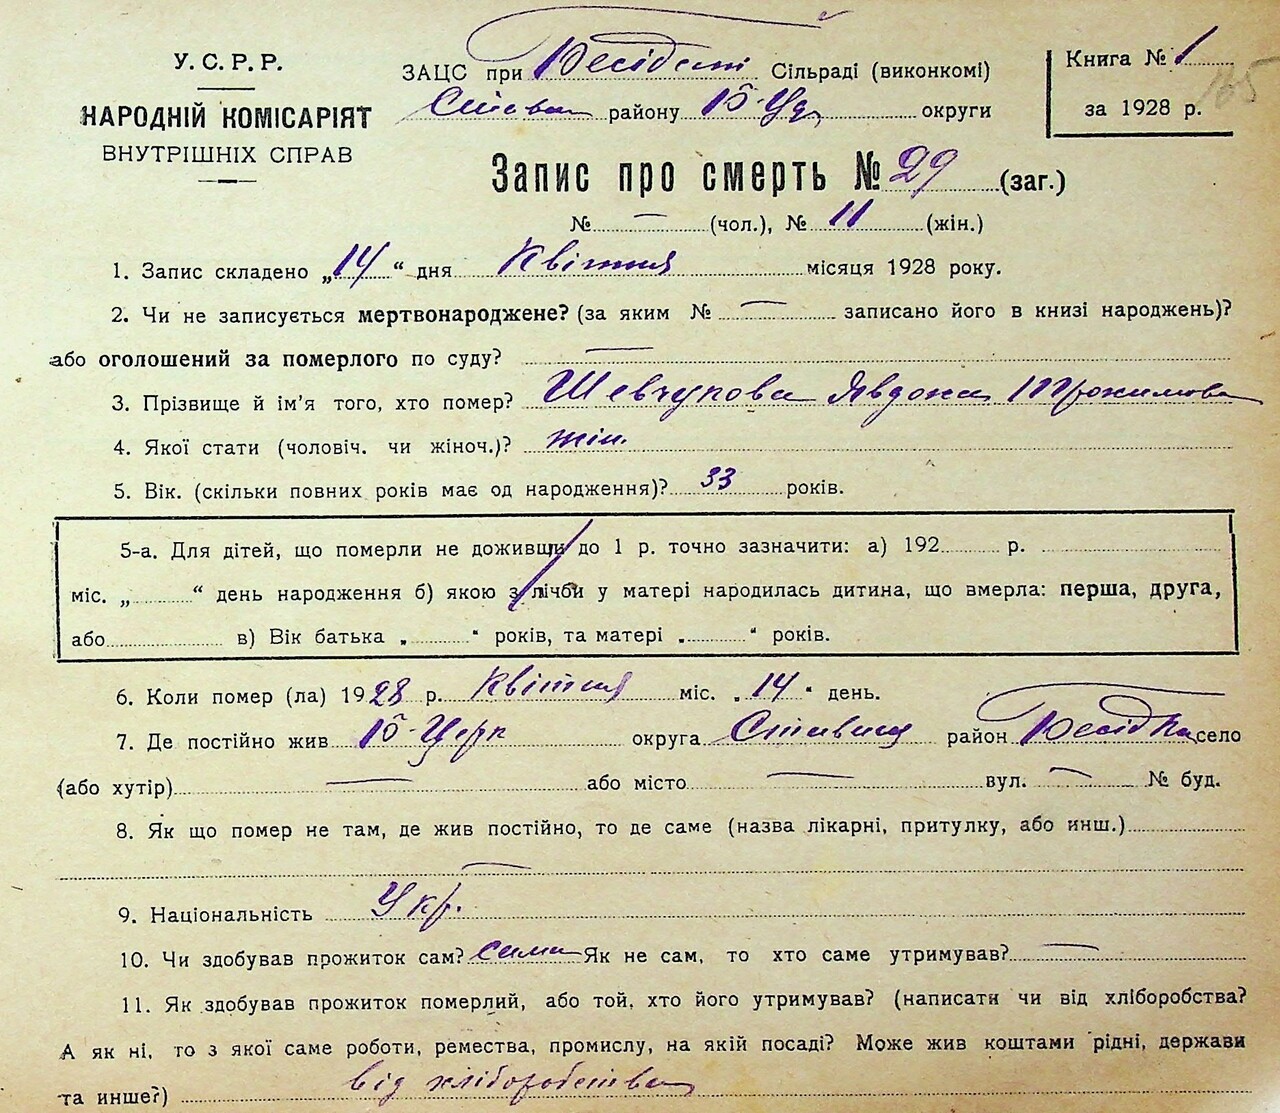 У. С. Р. Р.
НАРОДНІЙ КОМІСАРІЯТ
ВНУТРІШНІХ СПРАВ
ЗАЦС при Бесідській Сільраді (виконкомі)
Став району Б-Цер округи
Книга № 1
за 1928 р.
Запис про смерть № 29 (заг.)
№ — (чол.), № 11 (жін.)
1. Запис складено „14“ дня Квітня місяця 1928 року.
2. Чи не записується мертвонароджене? (за яким № — записано його в книзі народжень)?
або оголошений за померлого по суду? —
3. Прізвище й ім'я того, хто помер? Шевчукова Явдоха Трохимова
4. Якої стати (чоловіч. чи жіноч.)? жін.
5. Вік. (скільки повних років має од народження)? 33 років.
5-а. Для дітей, що померли не доживши до 1 р. точно зазначити: а) 192 р.
міс. „ “ день народження б) якою з лічби у матері народилась дитина, що вмерла: перша, друга,
або в) Вік батька „ “ років, та матері „ “ років.
6. Коли помер (ла) 1928 р. Квітня міс. „14“ день.
7. Де постійно жив Б-Церк округа Ставище район Бесідка село
(або хутір) — або місто — вул. — № буд.
8. Як що помер не там, де жив постійно, то де саме (назва лікарні, притулку, або инш.)
—
9. Національність Укр.
10. Чи здобував прожиток сам? сама Як не сам, то хто саме утримував? —
11. Як здобував прожиток померлий, або той, хто його утримував? (написати чи від хліборобства?
А як ні, то з якої саме роботи, ремества, промислу, на якій посаді? Може жив коштами рідні, держави
та инше?) від хліборобства